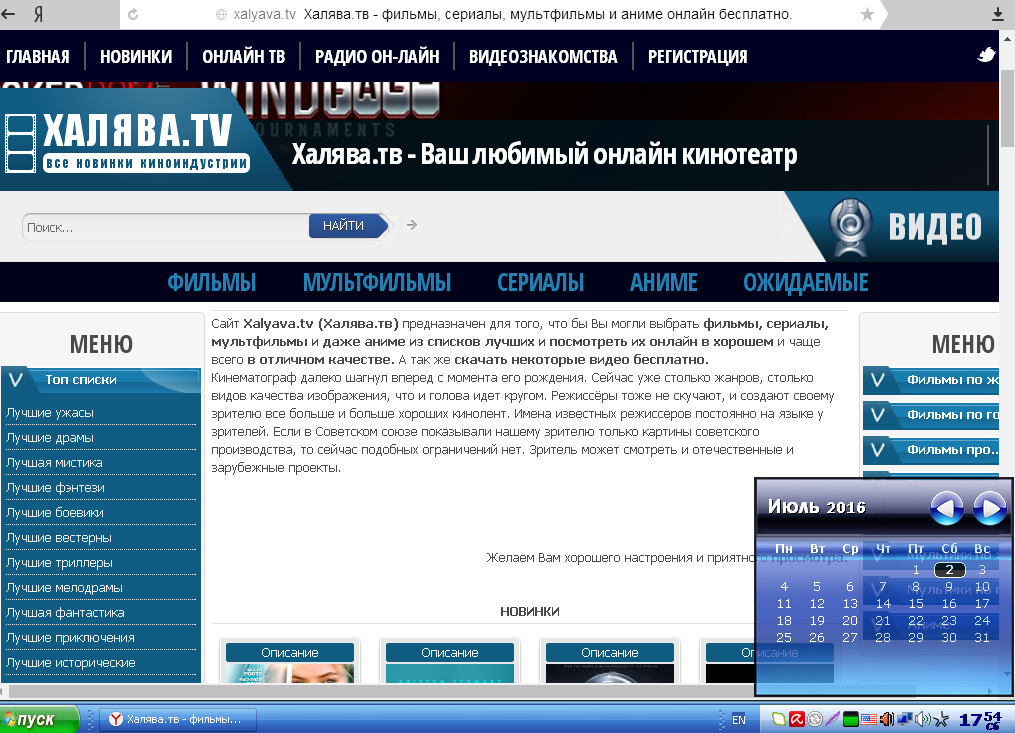 Я xalyava.tv Халява.тв - фильмы, сериалы, мультфильмы и аниме онлайн бесплатно.
ГЛАВНАЯ НОВИНКИ ОНЛАЙН ТВ РАДИО ОН-ЛАЙН ВИДЕОЗНАКОМСТВА РЕГИСТРАЦИЯ
ХАЛЯВА.TV
все новинки киноиндустрии
Халява.тв - Ваш любимый онлайн кинотеатр
Поиск...
НАЙТИ
ВИДЕО
ФИЛЬМЫ МУЛЬТФИЛЬМЫ СЕРИАЛЫ АНИМЕ ОЖИДАЕМЫЕ
МЕНЮ
Топ списки
Лучшие ужасы
Лучшие драмы
Лучшая мистика
Лучшие фэнтези
Лучшие боевики
Лучшие вестерны
Лучшие триллеры
Лучшие мелодрамы
Лучшая фантастика
Лучшие приключения
Лучшие исторические
Сайт Xalyava.tv (Халява.тв) предназначен для того, что бы Вы могли выбрать фильмы, сериалы,
мультфильмы и даже аниме из списков лучших и посмотреть их онлайн в хорошем и чаще
всего в отличном качестве. А так же скачать некоторые видео бесплатно.
Кинематограф далеко шагнул вперед с момента его рождения. Сейчас уже столько жанров, столько
видов качества изображения, что и голова идет кругом. Режиссёры тоже не скучают, и создают своему
зрителю все больше и больше хороших кинолент. Имена известных режиссеров постоянно на языке у
зрителей. Если в Советском союзе показывали нашему зрителю только картины советского
производства, то сейчас подобных ограничений нет. Зритель может смотреть и отечественные и
зарубежные проекты.
Желаем Вам хорошего настроения и приятного просмотра.
НОВИНКИ
Описание Описание Описание Описание
МЕНЮ
Фильмы по ж
Фильмы по го
Фильмы про..
Июль 2016
Пн Вт Ср Чт Пт Сб Вс
1 2 3
4 5 6 7 8 9 10
11 12 13 14 15 16 17
18 19 20 21 22 23 24
25 26 27 28 29 30 31
пуск
Халява.тв - фильмы...
EN
17 54
Сб